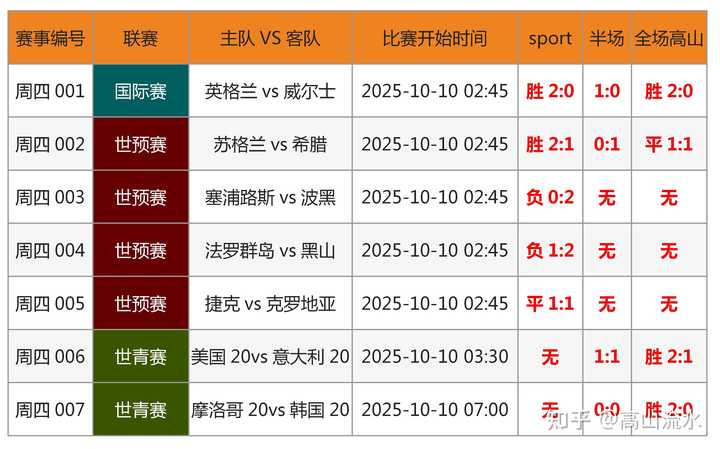 赛事编号 联赛 主队 VS 客队 比赛开始时间 sport 半场 全场高山
周四 001 国际赛 英格兰 vs 威尔士 2025-10-10 02:45 胜 2:0 1:0 胜 2:0
周四 002 世预赛 苏格兰 vs 希腊 2025-10-10 02:45 胜 2:1 0:1 平 1:1
周四 003 世预赛 塞浦路斯 vs 波黑 2025-10-10 02:45 负 0:2 无 无
周四 004 世预赛 法罗群岛 vs 黑山 2025-10-10 02:45 负 1:2 无 无
周四 005 世预赛 捷克 vs 克罗地亚 2025-10-10 02:45 平 1:1 无 无
周四 006 世青赛 美国 20vs 意大利 20 2025-10-10 03:30 无 1:1 胜 2:1
周四 007 世青赛 摩洛哥 20vs 韩国 20 2025-10-10 07:00 无 0:0 胜 2:0
知乎 @高山流水